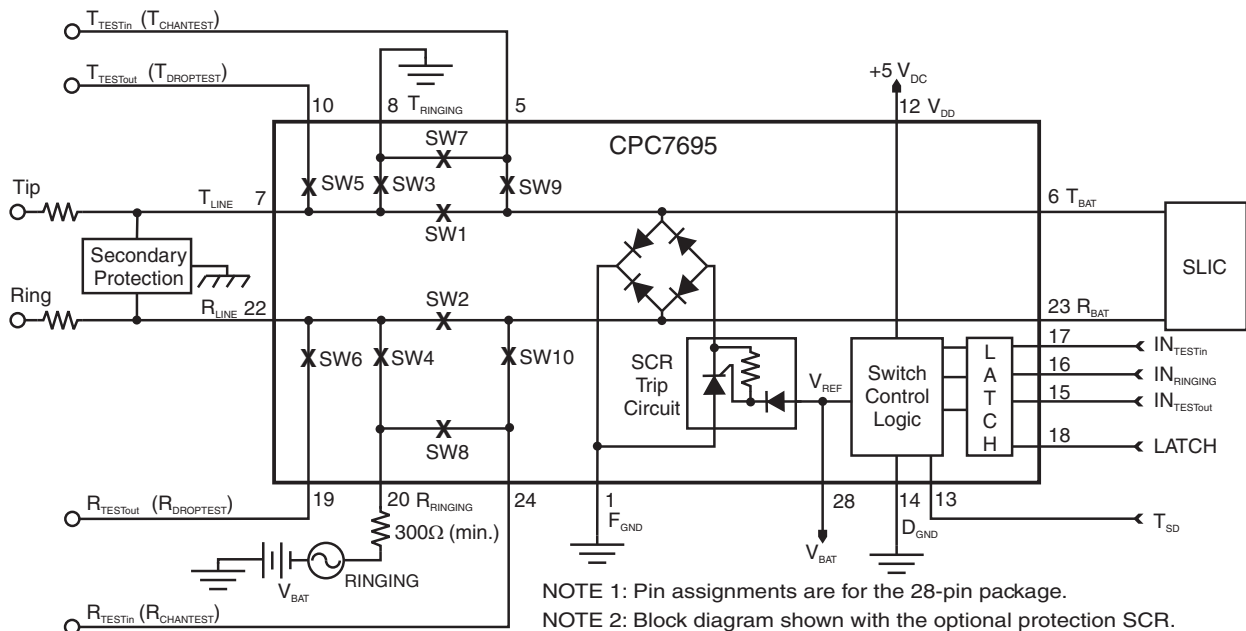 TTESTin (TCHANTEST)
TTESTout (TDROPTEST)
10
8 TRINGING
5
+5 VDC
12 VDD
CPC7695
SW7
SW5
SW3
SW9
Tip
TLINE 7
SW1
6 TBAT
Secondary
Protection
SLIC
Ring
RLINE 22
SW2
23 RBAT
SW6
SW4
SW10
SCR
Trip
Circuit
VREF
Switch
Control
Logic
L
A
T
C
H
17 INTESTin
16 INRINGING
15 INTESTout
18 LATCH
SW8
19
20 RRINGING
24
1
FGND
28
14
DGND
13
TSD
RTESTout (RDROPTEST)
300Ω (min.)
VBAT
RINGING
VBAT
RTESTin (RCHANTEST)
NOTE 1: Pin assignments are for the 28-pin package.
NOTE 2: Block diagram shown with the optional protection SCR.